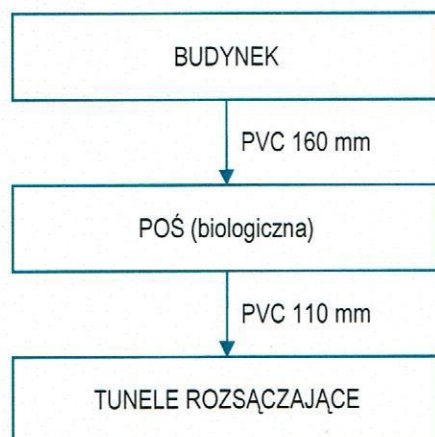 BUDYNEK
PVC 160 mm
POŚ (biologiczna)
PVC 110 mm
TUNELE ROZSĄCZAJĄCE